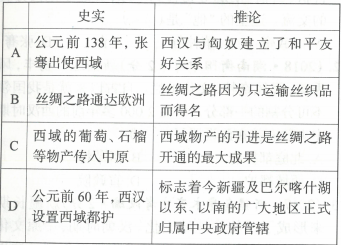 史实 推论
A 公元前 138 年,张骞出使西域 西汉与匈奴建立了和平友好关系
B 丝绸之路通达欧洲 丝绸之路因为只运输丝织品而得名
C 西域的葡萄、石榴等物产传入中原 西域物产的引进是丝绸之路开通的最大成果
D 公元前 60 年,西汉设置西域都护 标志着今新疆及巴尔喀什湖以东、以南的广大地区正式归属中央政府管辖